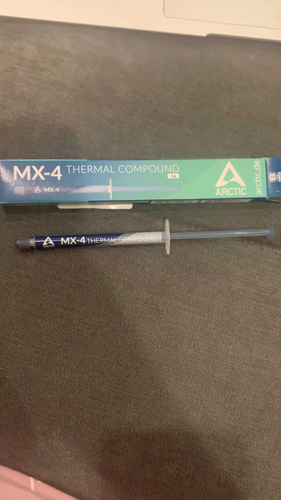 MX-4 THERMAL COMPOUND
MX-4
ARCTIC
arctic.de
MX-4 THERMAL COMPOUND